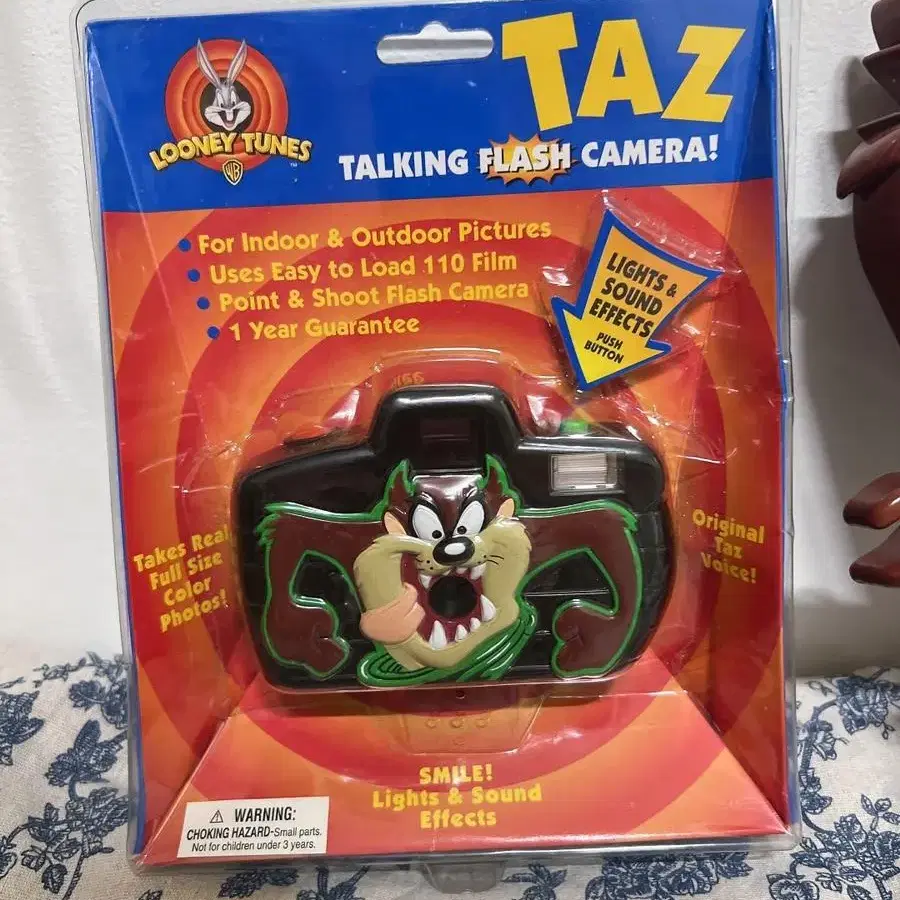 LOONEY TUNES
WB
TAZ
TALKING FLASH CAMERA!
• For Indoor & Outdoor Pictures
• Uses Easy to Load 110 Film
• Point & Shoot Flash Camera
• 1 Year Guarantee
LIGHTS &
SOUND
EFFECTS
PUSH
BUTTON
Takes Real
Full Size
Color
Photos!
Original
Taz
Voice!
SMILE!
Lights & Sound
Effects
⚠ WARNING:
CHOKING HAZARD-Small parts.
Not for children under 3 years.